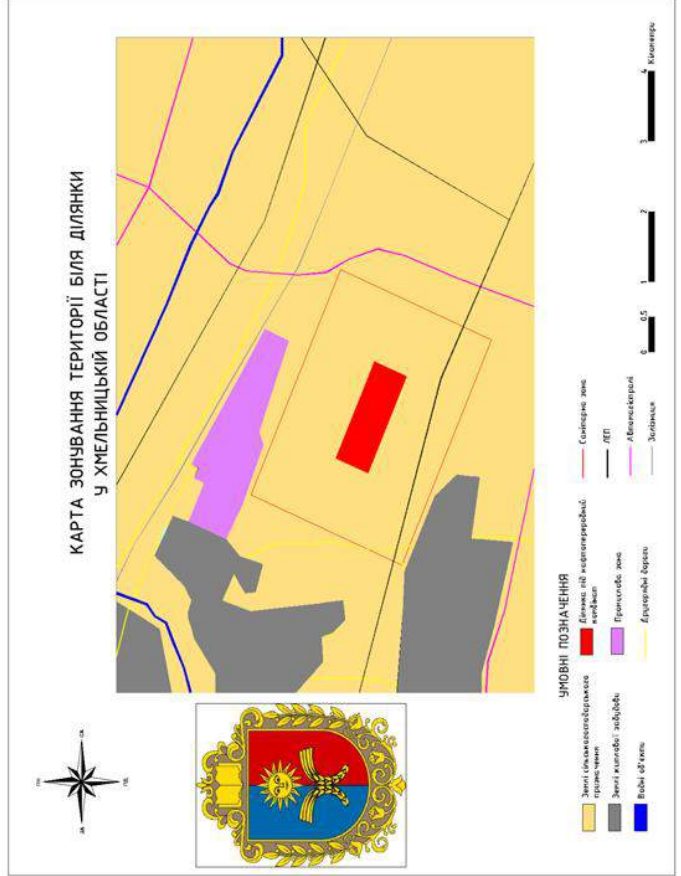 КАРТА ЗОНУВАННЯ ТЕРИТОРІЇ БІЛЯ ДІЛЯНКИ
У ХМЕЛЬНИЦЬКІЙ ОБЛАСТІ
УМОВНІ ПОЗНАЧЕННЯ
Землі сільськогосподарського
призначення
Землі житлової забудови
Водні об'єкти
Ділянка під нафтопереробний
комбінат
Промислова зона
Другорядні дороги
Санітарна зона
ЛЕП
Автомагістралі
Залізниця
0 0.5 1 2 3 4
Кілометри